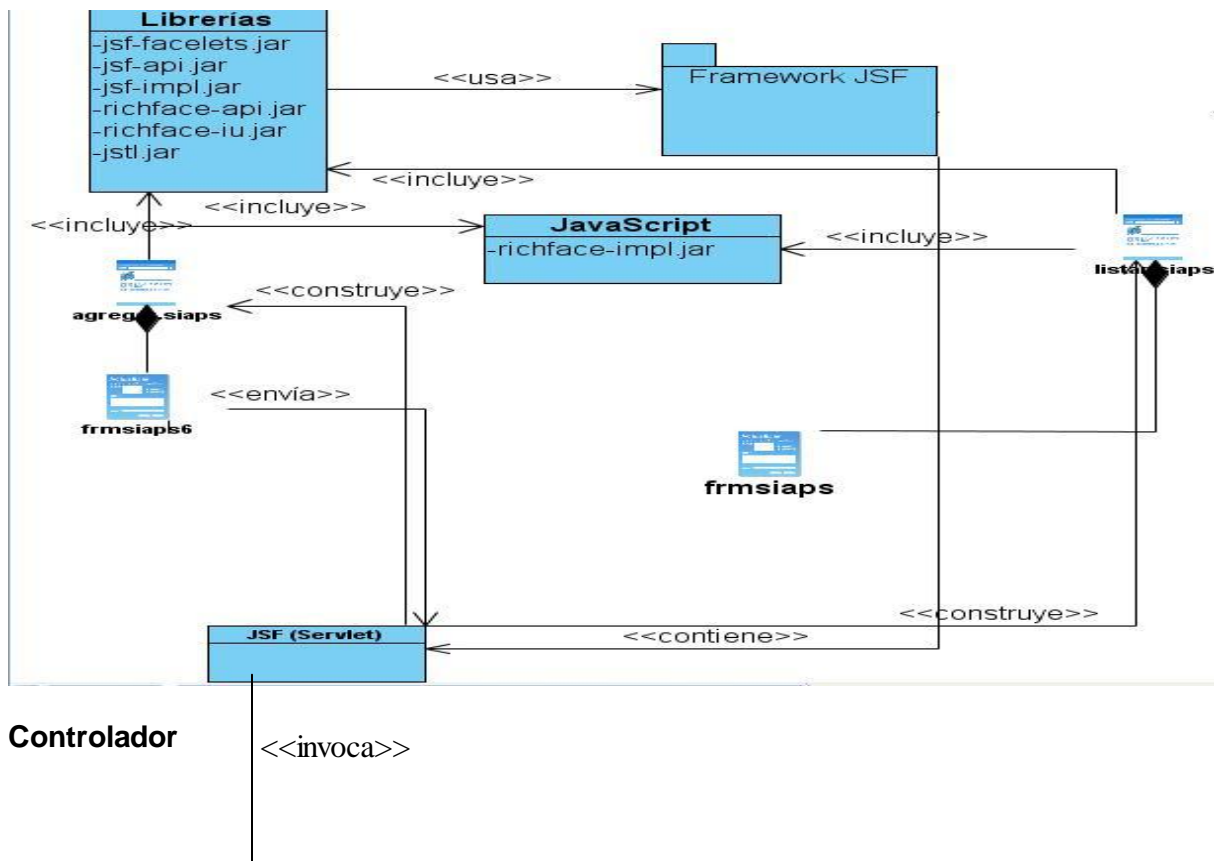 Librerías
-jsf-facelets.jar
-jsf-api.jar
-jsf-impl.jar
-richface-api.jar
-richface-iu.jar
-jstl.jar
<<usa>>
Framework JSF
<<incluye>>
<<incluye>>
<<incluye>>
JavaScript
-richface-impl.jar
<<incluye>>
<<construye>>
frmsiaps6
<<envía>>
frmsiaps
JSF (Servlet)
<<construye>>
<<contiene>>
Controlador
<<invoca>>